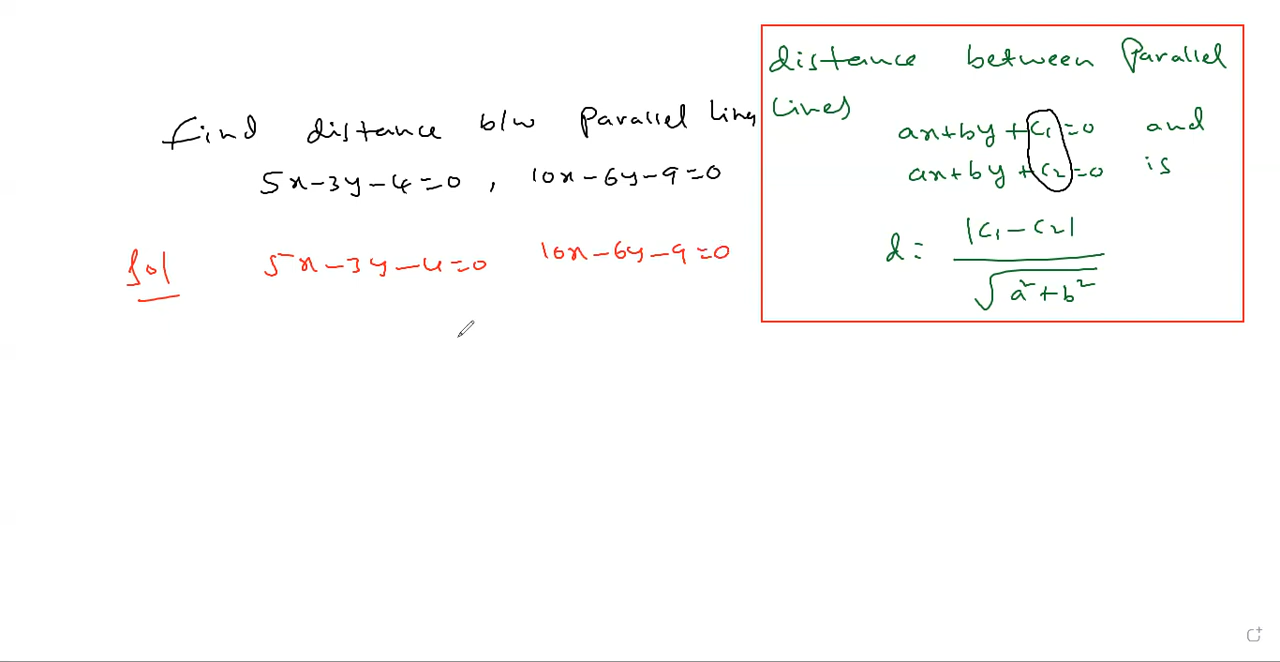 Find distance b/w Parallel lines
5x-3y-4=0, 10x-6y-9=0
Sol 5x-3y-4=0 10x-6y-9=0
distance between Parallel
lines
ax+by+c₁=0 and
ax+by+c₂=0 is
d = |c₁-c₂|
√a²+b²